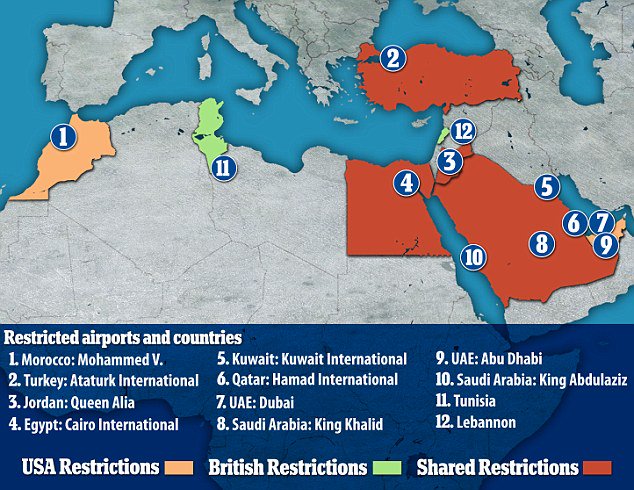 1
2
12
11
4
3
5
6
7
10
8
9
Restricted airports and countries
1. Morocco: Mohammed V.
2. Turkey: Ataturk International
3. Jordan: Queen Alia
4. Egypt: Cairo International
5. Kuwait: Kuwait International
6. Qatar: Hamad International
7. UAE: Dubai
8. Saudi Arabia: King Khalid
9. UAE: Abu Dhabi
10. Saudi Arabia: King Abdulaziz
11. Tunisia
12. Lebannon
USA Restrictions
British Restrictions
Shared Restrictions